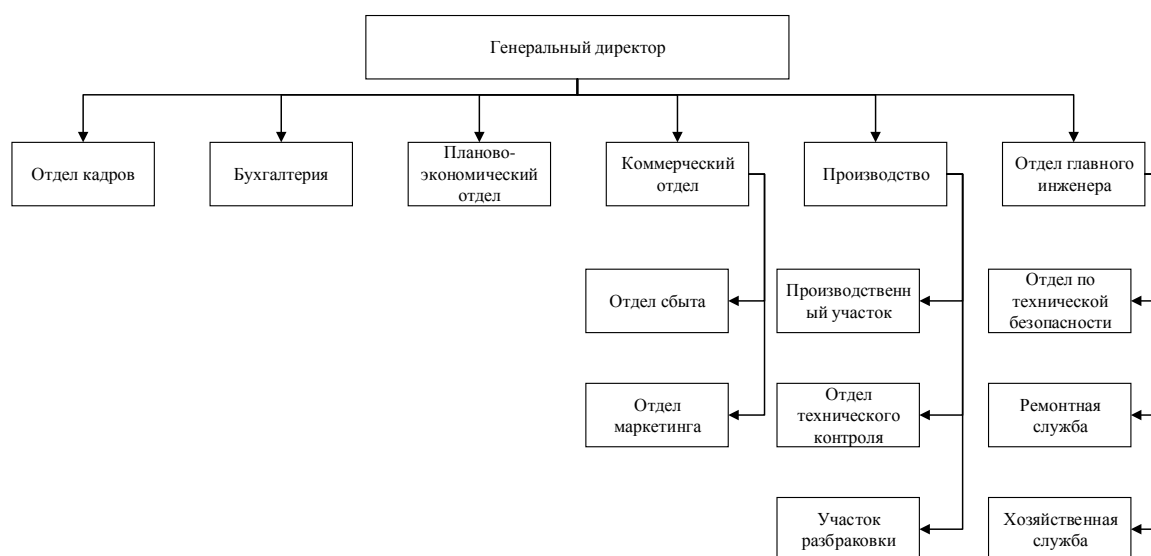 Генеральный директор
Отдел кадров
Бухгалтерия
Планово-
экономический
отдел
Коммерческий
отдел
Производство
Отдел главного
инженера
Отдел сбыта
Производственн
ый участок
Отдел по
технической
безопасности
Отдел
маркетинга
Отдел
технического
контроля
Ремонтная
служба
Участок
разбраковки
Хозяйственная
служба